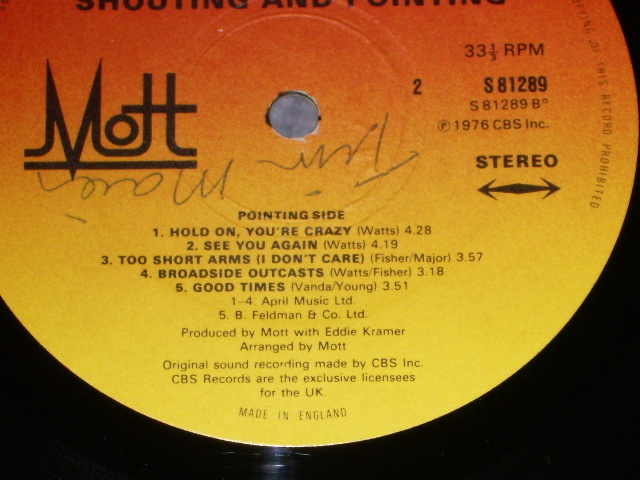 SHOUTING AND POINTING
33⅓ RPM
Mott
2 S 81289
S 81289 B°
℗ 1976 CBS Inc.
STEREO
POINTING SIDE
1. HOLD ON, YOU'RE CRAZY (Watts) 4.28
2. SEE YOU AGAIN (Watts) 4.19
3. TOO SHORT ARMS (I DON'T CARE) (Fisher/Major) 3.57
4. BROADSIDE OUTCASTS (Watts/Fisher) 3.18
5. GOOD TIMES (Vanda/Young) 3.51
1-4. April Music Ltd.
5. B. Feldman & Co. Ltd.
Produced by Mott with Eddie Kramer
Arranged by Mott
Original sound recording made by CBS Inc.
CBS Records are the exclusive licensees
for the UK.
MADE IN ENGLAND
OF THIS RECORD PROHIBITED